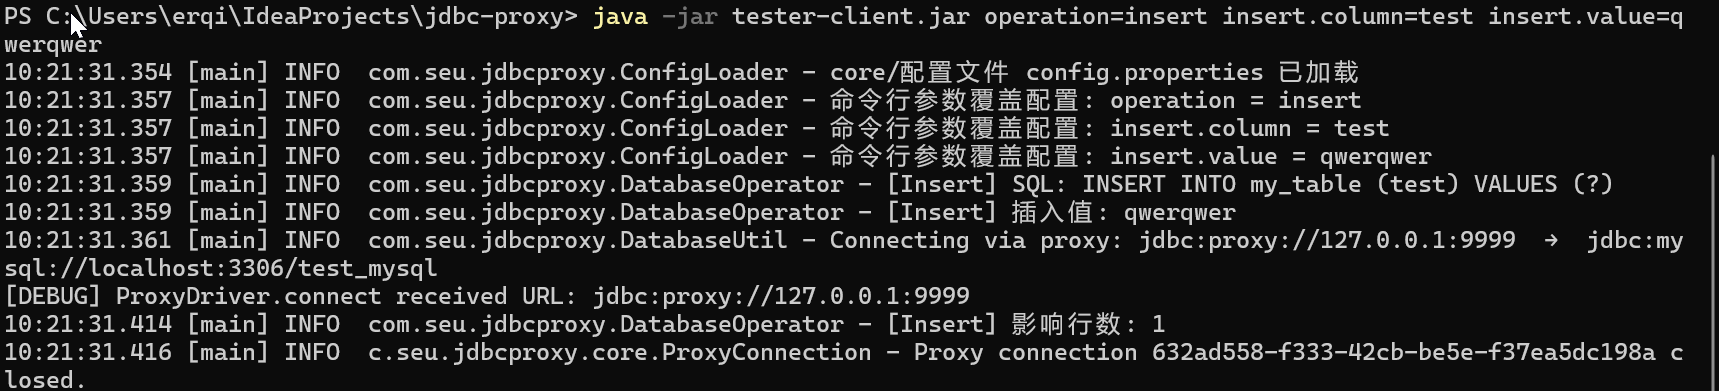 PS C:\Users\erqi\IdeaProjects\jdbc-proxy> java -jar tester-client.jar operation=insert insert.column=test insert.value=q
werqwer
10:21:31.354 [main] INFO  com.seu.jdbcproxy.ConfigLoader - core/配置文件 config.properties 已加载
10:21:31.357 [main] INFO  com.seu.jdbcproxy.ConfigLoader - 命令行参数覆盖配置: operation = insert
10:21:31.357 [main] INFO  com.seu.jdbcproxy.ConfigLoader - 命令行参数覆盖配置: insert.column = test
10:21:31.357 [main] INFO  com.seu.jdbcproxy.ConfigLoader - 命令行参数覆盖配置: insert.value = qwerqwer
10:21:31.359 [main] INFO  com.seu.jdbcproxy.DatabaseOperator - [Insert] SQL: INSERT INTO my_table (test) VALUES (?)
10:21:31.359 [main] INFO  com.seu.jdbcproxy.DatabaseOperator - [Insert] 插入值: qwerqwer
10:21:31.361 [main] INFO  com.seu.jdbcproxy.DatabaseUtil - Connecting via proxy: jdbc:proxy://127.0.0.1:9999  →  jdbc:my
sql://localhost:3306/test_mysql
[DEBUG] ProxyDriver.connect received URL: jdbc:proxy://127.0.0.1:9999
10:21:31.414 [main] INFO  com.seu.jdbcproxy.DatabaseOperator - [Insert] 影响行数: 1
10:21:31.416 [main] INFO  c.seu.jdbcproxy.core.ProxyConnection - Proxy connection 632ad558-f333-42cb-be5e-f37ea5dc198a c
losed.